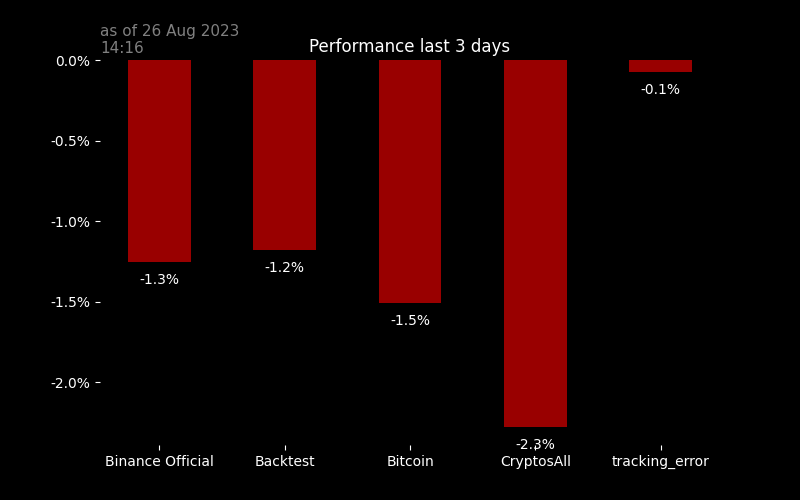 as of 26 Aug 2023
14:16
Performance last 3 days
0.0%
-0.5%
-1.0%
-1.5%
-2.0%
-1.3%
-1.2%
-1.5%
-2.3%
-0.1%
Binance Official
Backtest
Bitcoin
CryptosAll
tracking_error